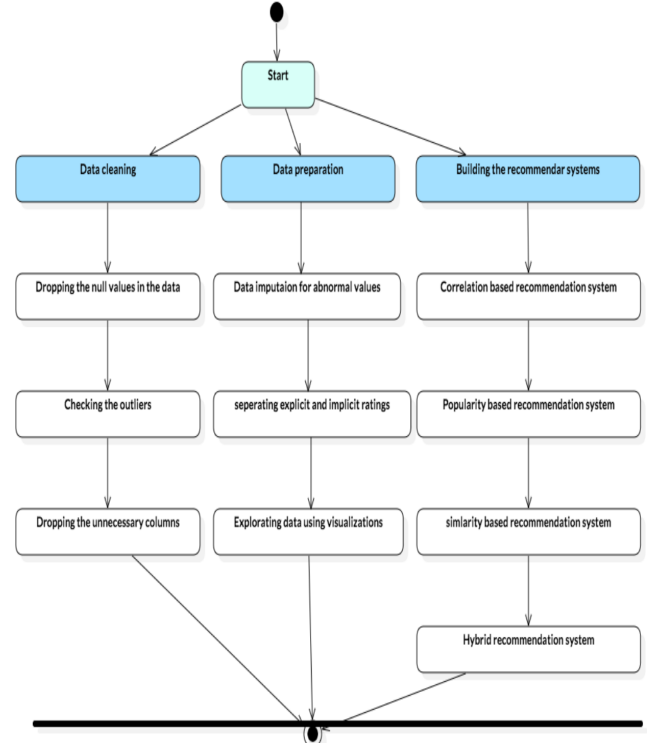 Start
Data cleaning
Data preparation
Building the recommendar systems
Dropping the null values in the data
Data imputaion for abnormal values
Correlation based recommendation system
Checking the outliers
seperating explicit and implicit ratings
Popularity based recommendation system
Dropping the unnecessary columns
Explorating data using visualizations
simlarity based recommendation system
Hybrid recommendation system